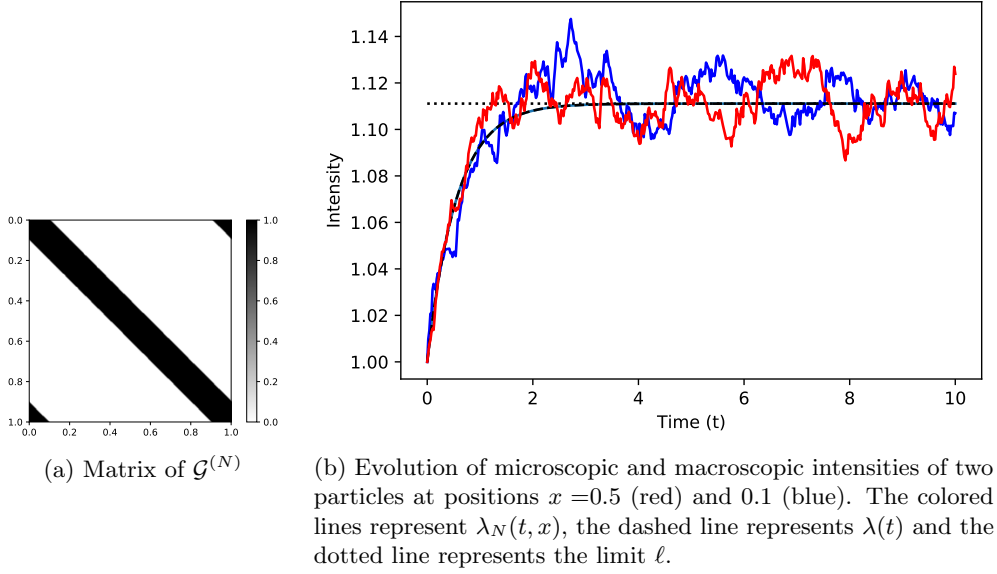 0.0
0.2
0.4
0.6
0.8
1.0
0.0 0.2 0.4 0.6 0.8 1.0
1.0
0.8
0.6
0.4
0.2
0.0
(a) Matrix of 𝒢^(N)
Intensity
1.14
1.12
1.10
1.08
1.06
1.04
1.02
1.00
0 2 4 6 8 10
Time (t)
(b) Evolution of microscopic and macroscopic intensities of two
particles at positions x =0.5 (red) and 0.1 (blue). The colored
lines represent λ_N(t, x), the dashed line represents λ(t) and the
dotted line represents the limit ℓ.